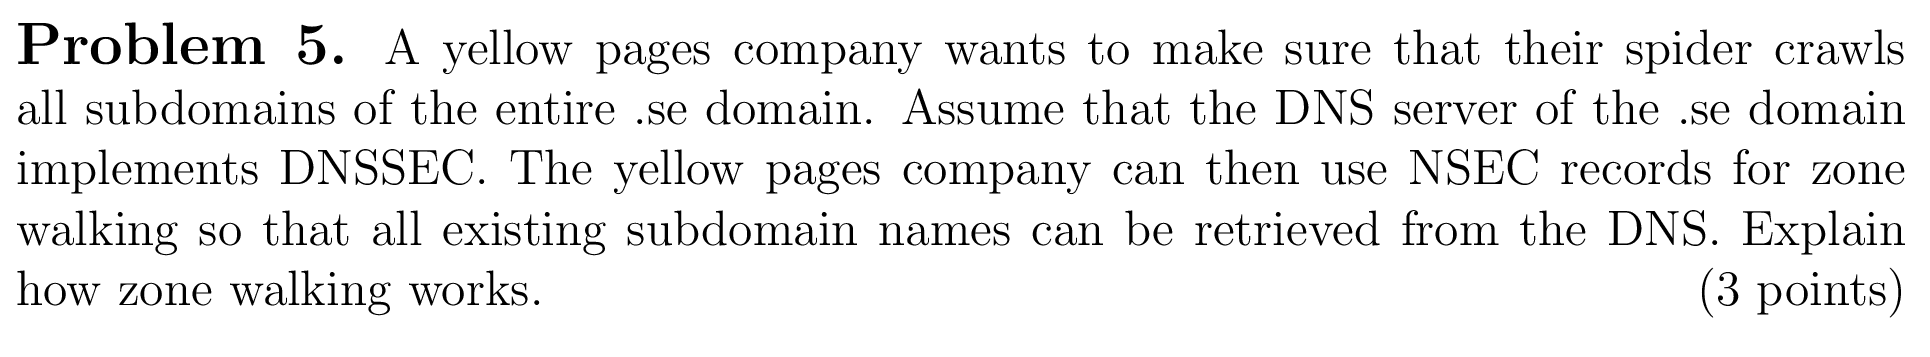 Problem 5. A yellow pages company wants to make sure that their spider crawls
all subdomains of the entire .se domain. Assume that the DNS server of the .se domain
implements DNSSEC. The yellow pages company can then use NSEC records for zone
walking so that all existing subdomain names can be retrieved from the DNS. Explain
how zone walking works. (3 points)